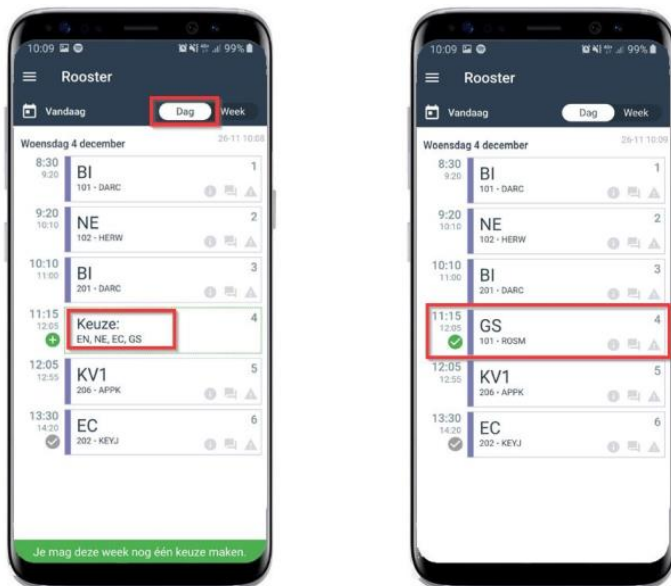 10:09 99%
Rooster
Vandaag Dag Week
Woensdag 4 december 26-11 10:08
8:30 BI 1
9:20 101 - DARC
9:20 NE 2
10:10 102 - HERW
10:10 BI 3
11:00 201 - DARC
11:15 Keuze: 4
12:05 EN, NE, EC, GS
12:05 KV1 5
12:55 206 - APPK
13:30 EC 6
14:20 202 - KEYJ
Je mag deze week nog één keuze maken.
10:09 99%
Rooster
Vandaag Dag Week
Woensdag 4 december 26-11 10:09
8:30 BI 1
9:20 101 - DARC
9:20 NE 2
10:10 102 - HERW
10:10 BI 3
11:00 201 - DARC
11:15 GS 4
12:05 101 - ROSM
12:05 KV1 5
12:55 206 - APPK
13:30 EC 6
14:20 202 - KEYJ